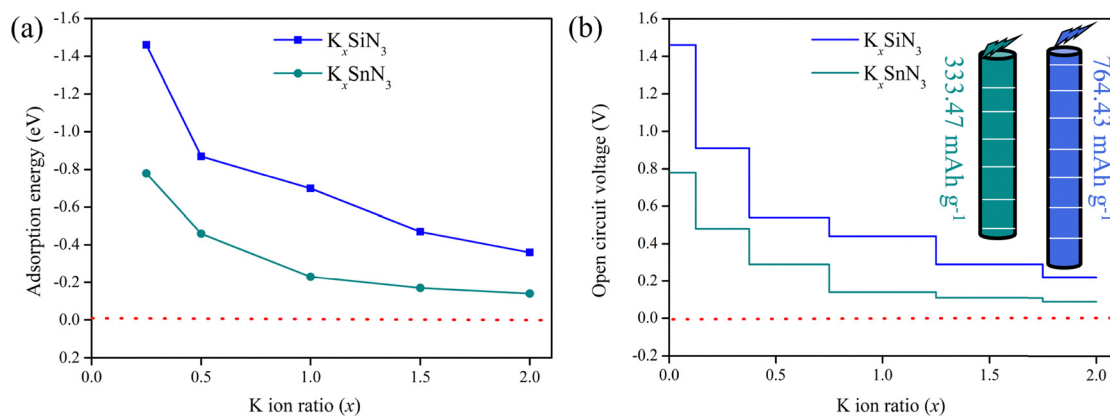 (a)
-1.6
-1.4
-1.2
-1.0
-0.8
-0.6
-0.4
-0.2
0.0
0.2
Adsorption energy (eV)
KₓSiN₃
KₓSnN₃
0.0
0.5
1.0
1.5
2.0
K ion ratio (x)
(b)
1.6
1.4
1.2
1.0
0.8
0.6
0.4
0.2
0.0
-0.2
Open circuit voltage (V)
KₓSiN₃
KₓSnN₃
333.47 mAh g⁻¹
764.43 mAh g⁻¹
0.0
0.5
1.0
1.5
2.0
K ion ratio (x)